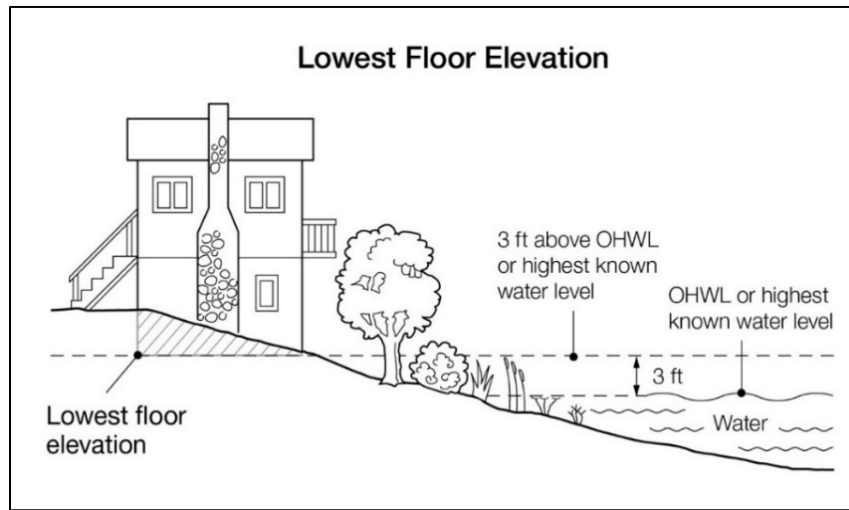 Lowest Floor Elevation
3 ft above OHWL
or highest known
water level
OHWL or highest
known water level
3 ft
Water
Lowest floor
elevation